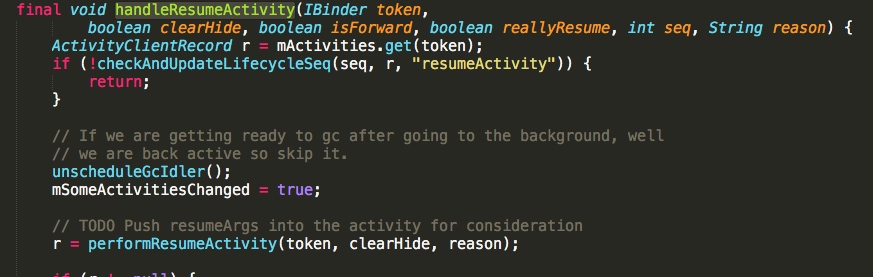 final void handleResumeActivity(IBinder token,
boolean clearHide, boolean isForward, boolean reallyResume, int seq, String reason) {
ActivityClientRecord r = mActivities.get(token);
if (!checkAndUpdateLifecycleSeq(seq, r, "resumeActivity")) {
return;
}
// If we are getting ready to gc after going to the background, well
// we are back active so skip it.
unscheduleGcIdler();
mSomeActivitiesChanged = true;
// TODO Push resumeArgs into the activity for consideration
r = performResumeActivity(token, clearHide, reason);